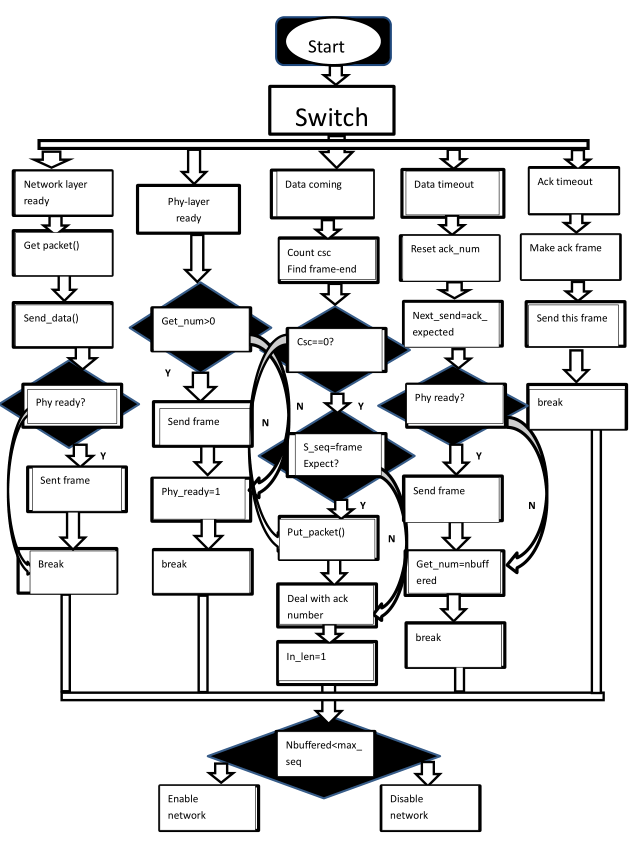 Start
Switch
Network layer
ready
Get packet()
Send_data()
Phy ready?
Y
Sent frame
Break
Phy-layer
ready
Get_num>0
Y
N
Send frame
Phy_ready=1
break
Data coming
Count csc
Find frame-end
Csc==0?
Y
N
S_seq=frame
Expect?
Y
N
Put_packet()
Deal with ack
number
In_len=1
Data timeout
Reset ack_num
Next_send=ack_
expected
Phy ready?
Y
N
Send frame
Get_num=nbuff
ered
break
Ack timeout
Make ack frame
Send this frame
break
Nbuffered<max_
seq
Enable
network
Disable
network